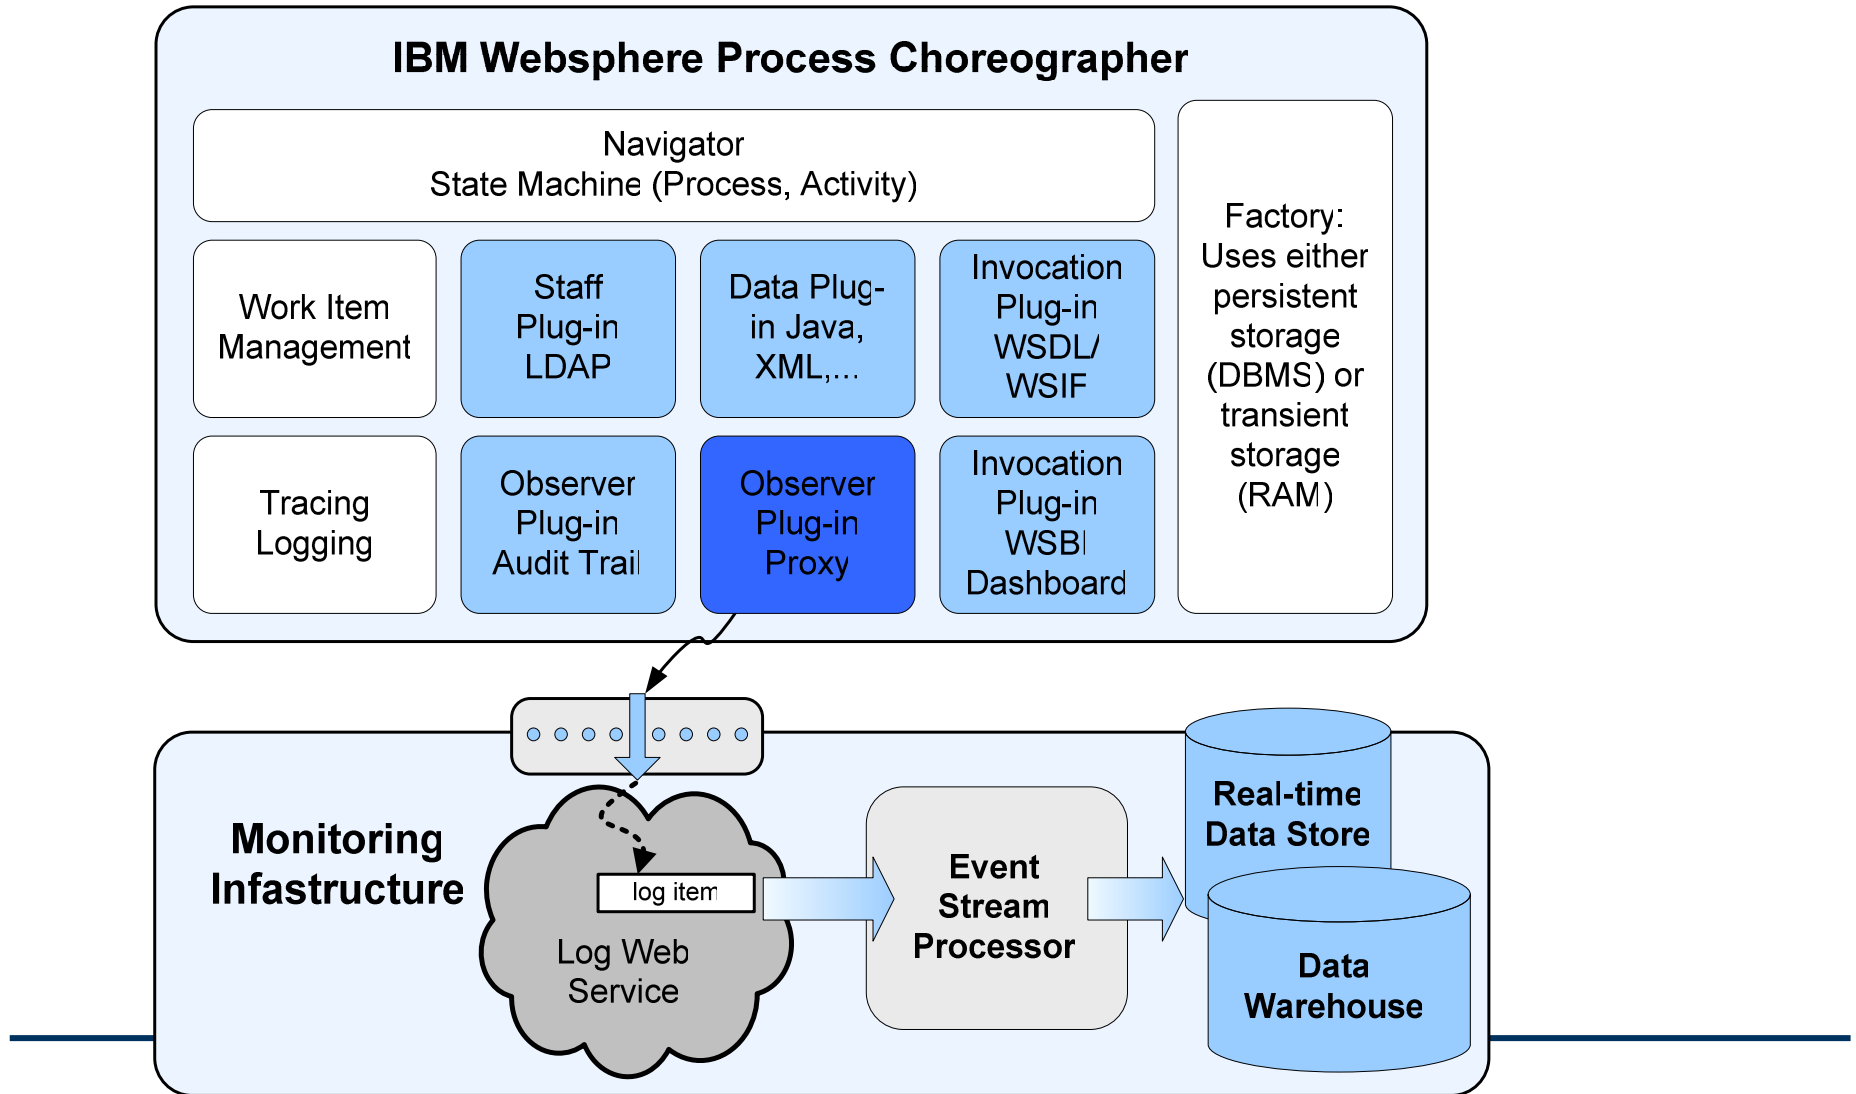 IBM Websphere Process Choreographer
Navigator
State Machine (Process, Activity)
Factory:
Uses either
persistent
storage
(DBMS) or
transient
storage
(RAM)
Work Item
Management
Staff
Plug-in
LDAP
Data Plug-
in Java,
XML,...
Invocation
Plug-in
WSDL/
WSIF
Tracing
Logging
Observer
Plug-in
Audit Trail
Observer
Plug-in
Proxy
Invocation
Plug-in
WSBI
Dashboard
Monitoring
Infastructure
log item
Log Web
Service
Event
Stream
Processor
Real-time
Data Store
Data
Warehouse